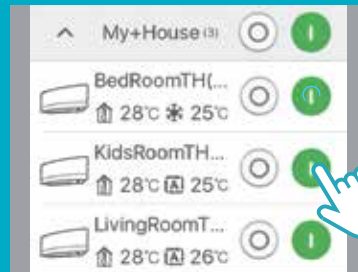 My+House (3)
BedRoomTH(...
28°C 25°C
KidsRoomTH...
28°C A 25°C
LivingRoomT...
28°C A 26°C